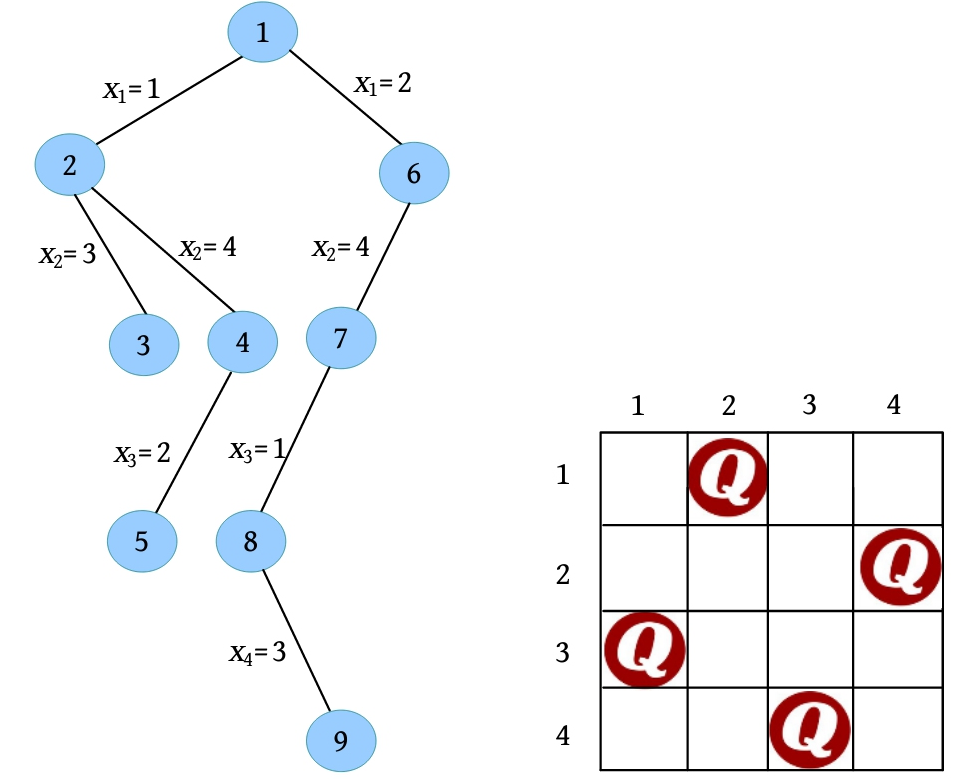 1
x₁= 1
x₁= 2
2
6
x₂= 3
x₂= 4
x₂= 4
3
4
7
x₃= 2
x₃= 1
5
8
x₄= 3
9
1 2 3 4
1 Q
2 Q
3 Q
4 Q